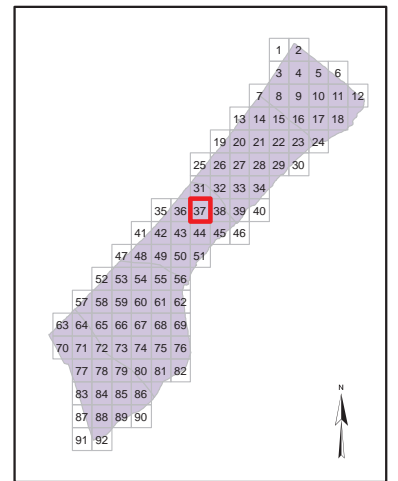 1 2
3 4 5 6
7 8 9 10 11 12
13 14 15 16 17 18
19 20 21 22 23 24
25 26 27 28 29 30
31 32 33 34
35 36 37 38 39 40
41 42 43 44 45 46
47 48 49 50 51
52 53 54 55 56
57 58 59 60 61 62
63 64 65 66 67 68 69
70 71 72 73 74 75 76
77 78 79 80 81 82
83 84 85 86
N
87 88 89 90
91 92